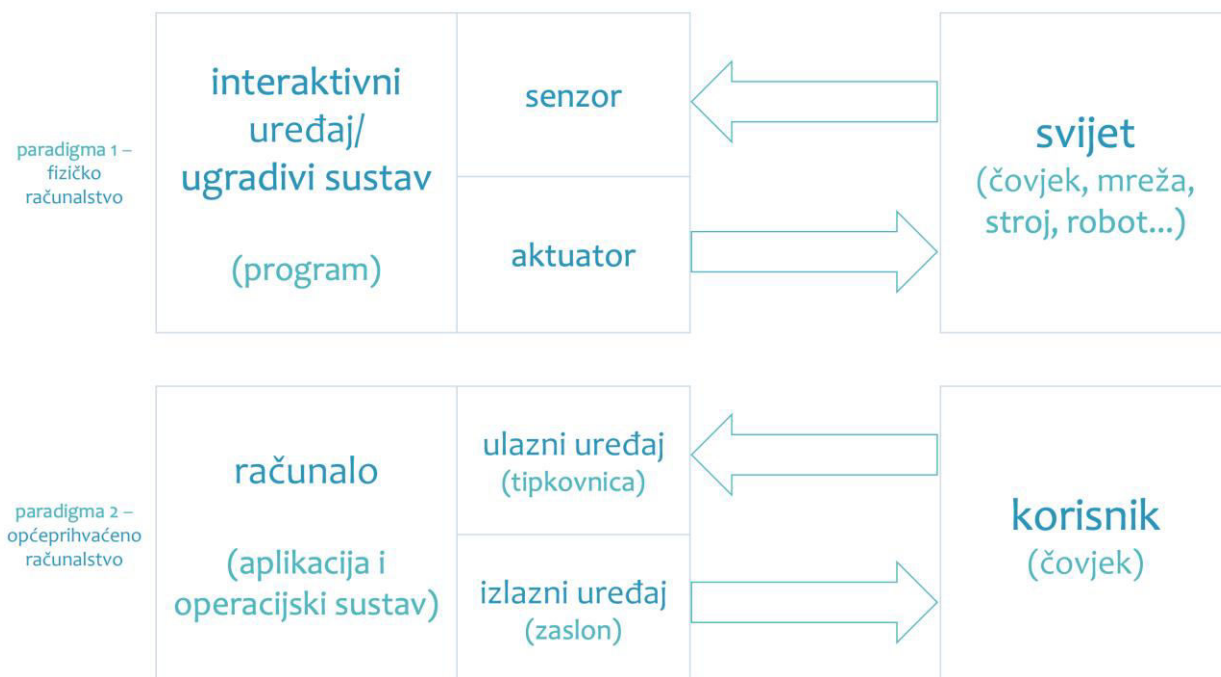 paradigma 1 –
fizičko
računalstvo
interaktivni
uređaj/
ugradivi sustav
(program)
senzor
aktuator
svijet
(čovjek, mreža,
stroj, robot...)
paradigma 2 –
općeprihvaćeno
računalstvo
računalo
(aplikacija i
operacijski sustav)
ulazni uređaj
(tipkovnica)
izlazni uređaj
(zaslon)
korisnik
(čovjek)